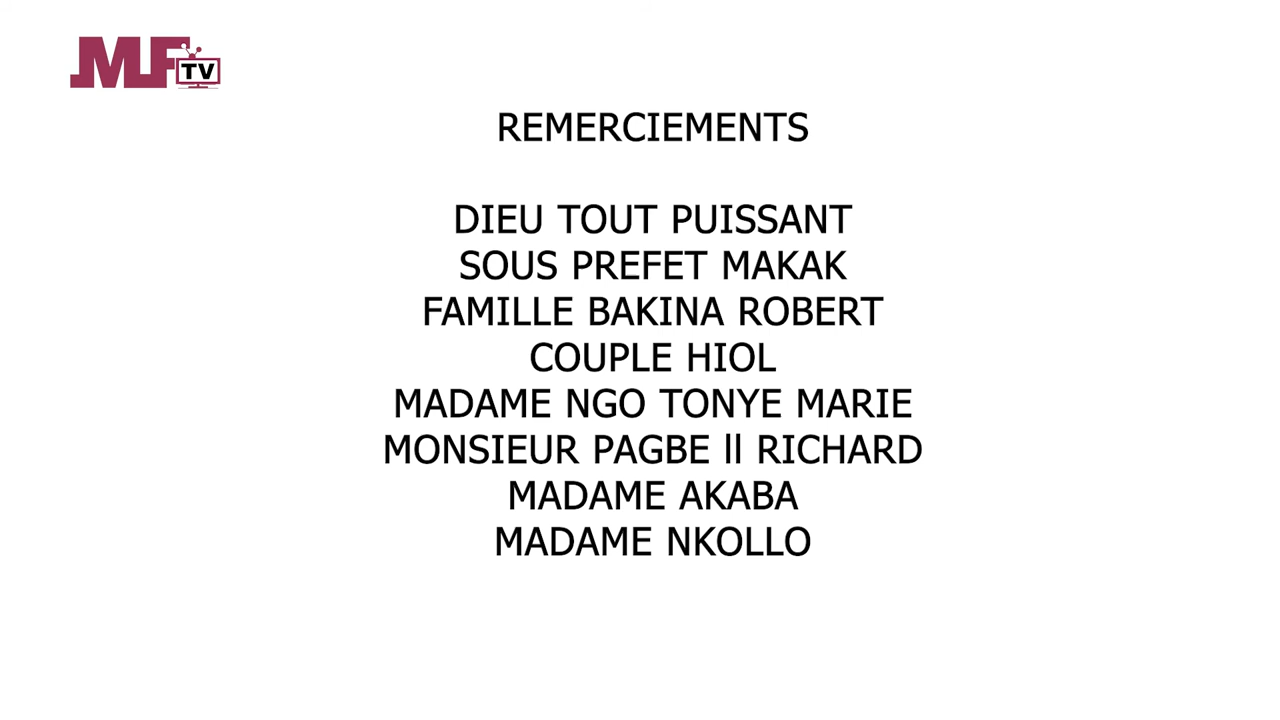 MF TV
REMERCIEMENTS
DIEU TOUT PUISSANT
SOUS PREFET MAKAK
FAMILLE BAKINA ROBERT
COUPLE HIOL
MADAME NGO TONYE MARIE
MONSIEUR PAGBE ll RICHARD
MADAME AKABA
MADAME NKOLLO